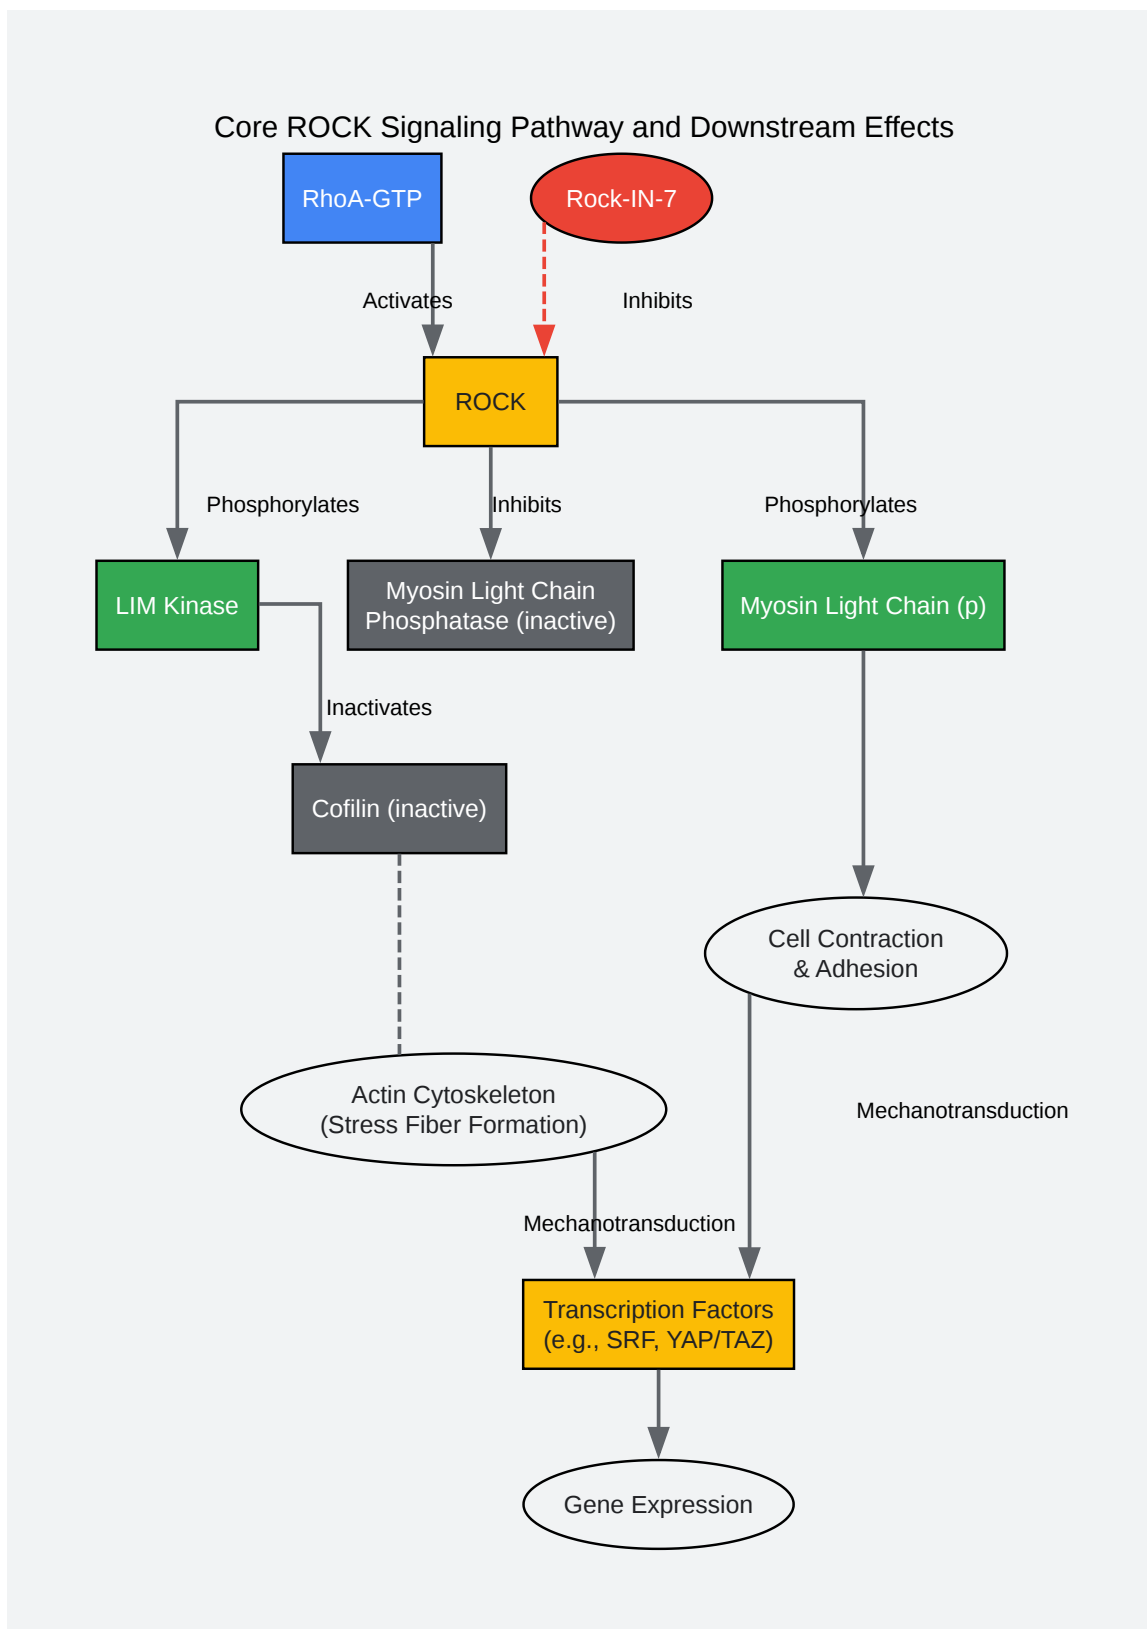 Core ROCK Signaling Pathway and Downstream Effects
RhoA-GTP
Rock-IN-7
Activates
Inhibits
ROCK
Phosphorylates
Inhibits
Phosphorylates
LIM Kinase
Myosin Light Chain
Phosphatase (inactive)
Myosin Light Chain (p)
Inactivates
Cofilin (inactive)
Cell Contraction
& Adhesion
Actin Cytoskeleton
(Stress Fiber Formation)
Mechanotransduction
Mechanotransduction
Transcription Factors
(e.g., SRF, YAP/TAZ)
Gene Expression